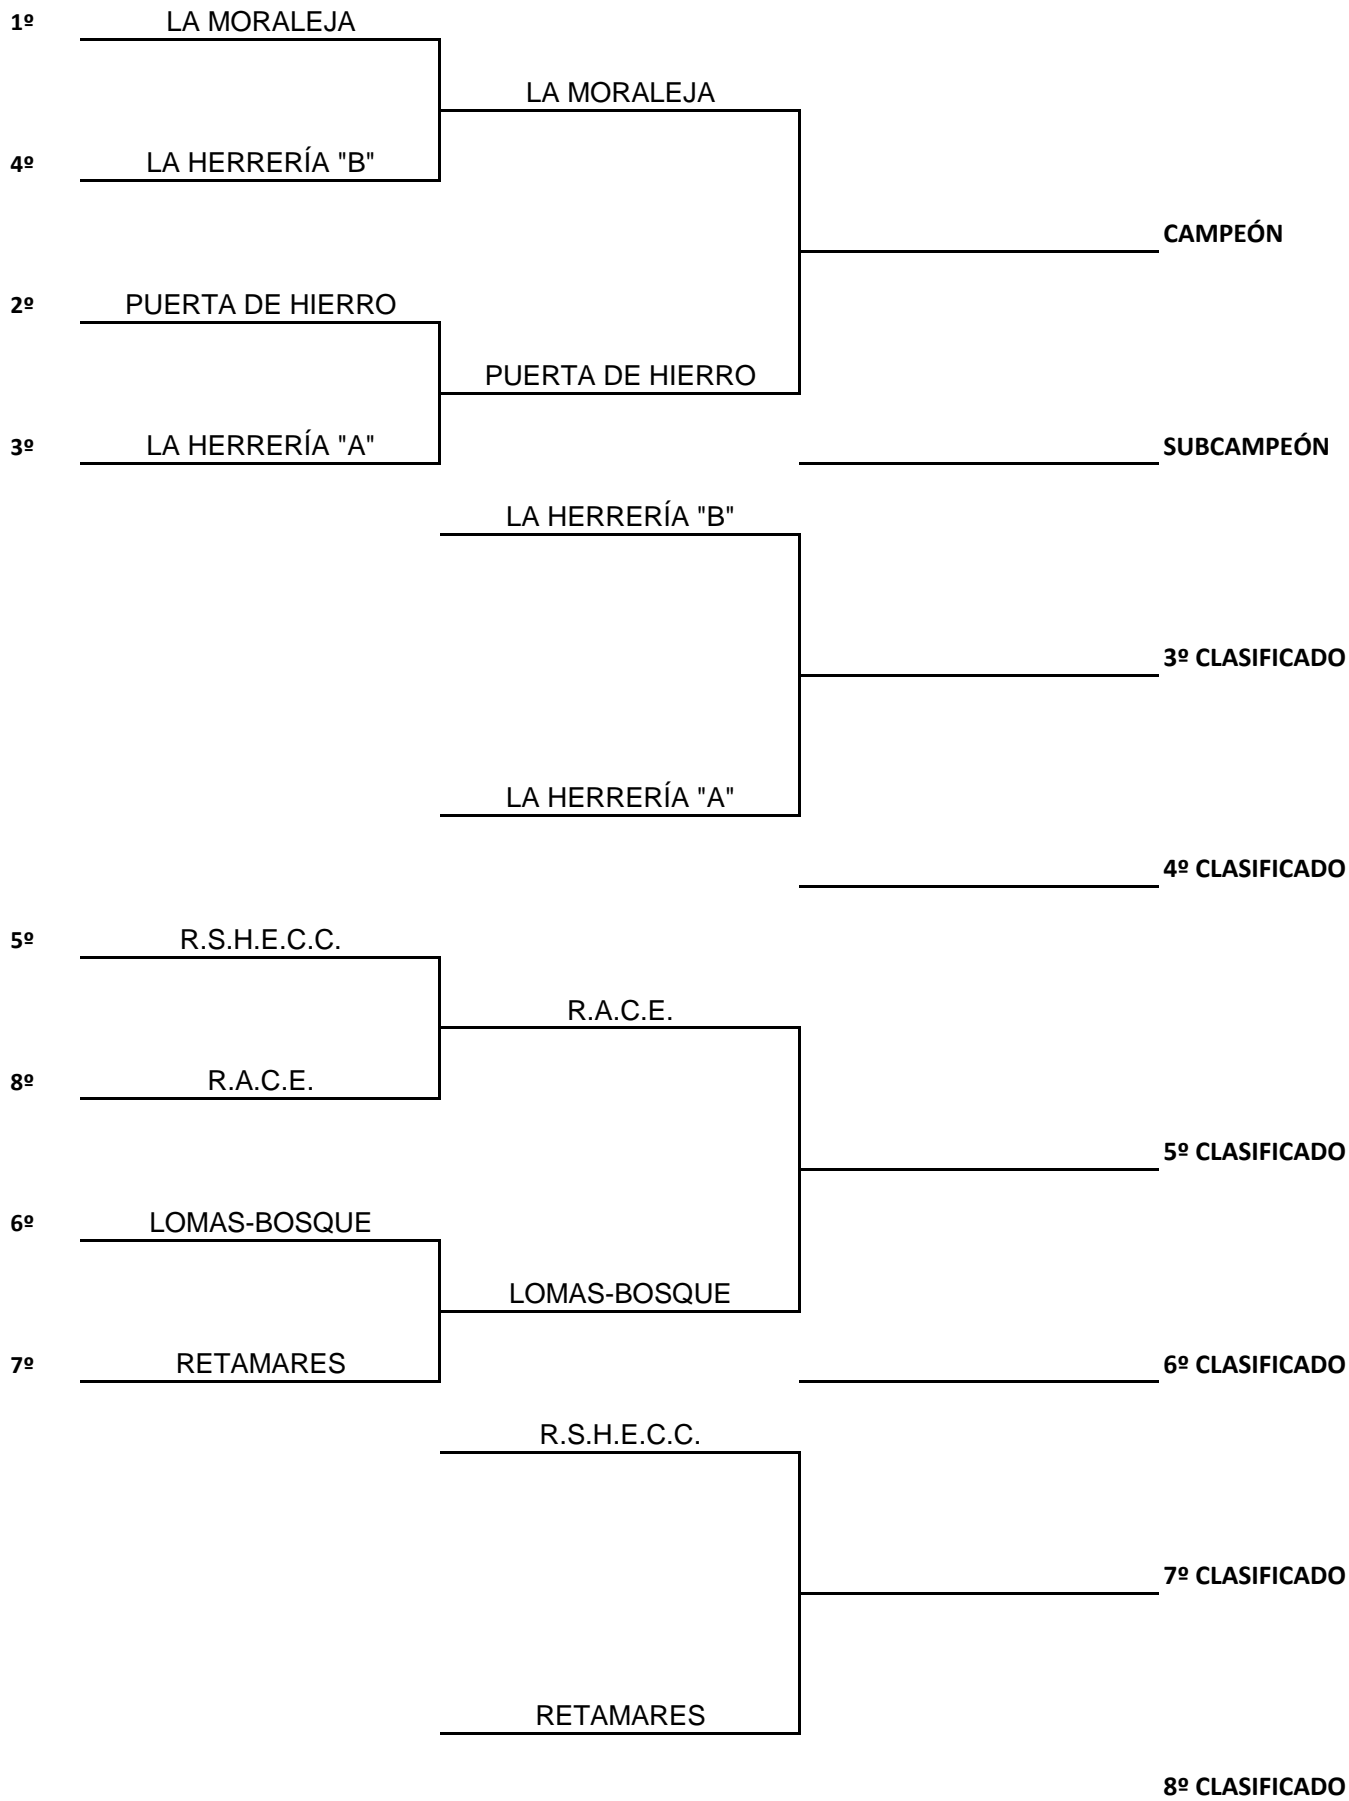 1º LA MORALEJA
LA MORALEJA
4º LA HERRERÍA "B"
CAMPEÓN
2º PUERTA DE HIERRO
PUERTA DE HIERRO
3º LA HERRERÍA "A" SUBCAMPEÓN
LA HERRERÍA "B"
3º CLASIFICADO
LA HERRERÍA "A"
4º CLASIFICADO
5º R.S.H.E.C.C.
R.A.C.E.
8º R.A.C.E.
5º CLASIFICADO
6º LOMAS-BOSQUE
LOMAS-BOSQUE
7º RETAMARES 6º CLASIFICADO
R.S.H.E.C.C.
7º CLASIFICADO
RETAMARES
8º CLASIFICADO